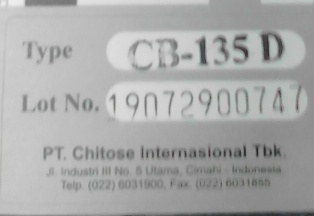 Type CB-135 D
Lot No. 19072900747
PT. Chitose Internasional Tbk.
Jl. Industri III No. 5 Utama, Cimahi - Indonesia
Telp. (022) 6031900, Fax. (022) 6031855